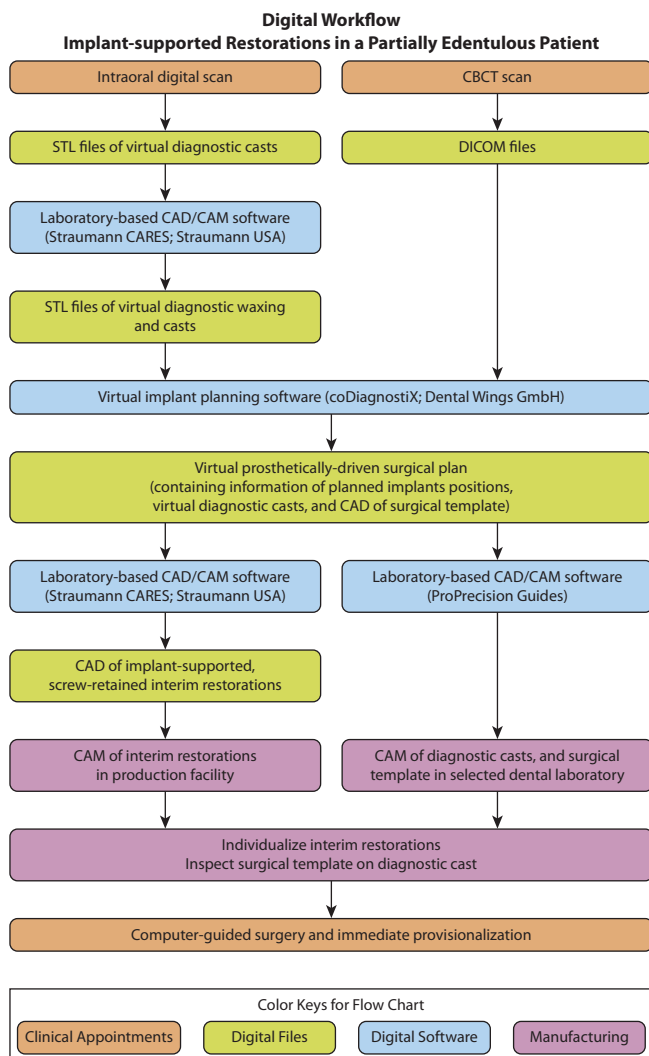 Digital Workflow
Implant-supported Restorations in a Partially Edentulous Patient
Intraoral digital scan
CBCT scan
STL files of virtual diagnostic casts
DICOM files
Laboratory-based CAD/CAM software
(Straumann CARES; Straumann USA)
STL files of virtual diagnostic waxing
and casts
Virtual implant planning software (coDiagnostiX; Dental Wings GmbH)
Virtual prosthetically-driven surgical plan
(containing information of planned implants positions,
virtual diagnostic casts, and CAD of surgical template)
Laboratory-based CAD/CAM software
(Straumann CARES; Straumann USA)
Laboratory-based CAD/CAM software
(ProPrecision Guides)
CAD of implant-supported,
screw-retained interim restorations
CAM of interim restorations
in production facility
CAM of diagnostic casts, and surgical
template in selected dental laboratory
Individualize interim restorations
Inspect surgical template on diagnostic cast
Computer-guided surgery and immediate provisionalization
Color Keys for Flow Chart
Clinical Appointments
Digital Files
Digital Software
Manufacturing